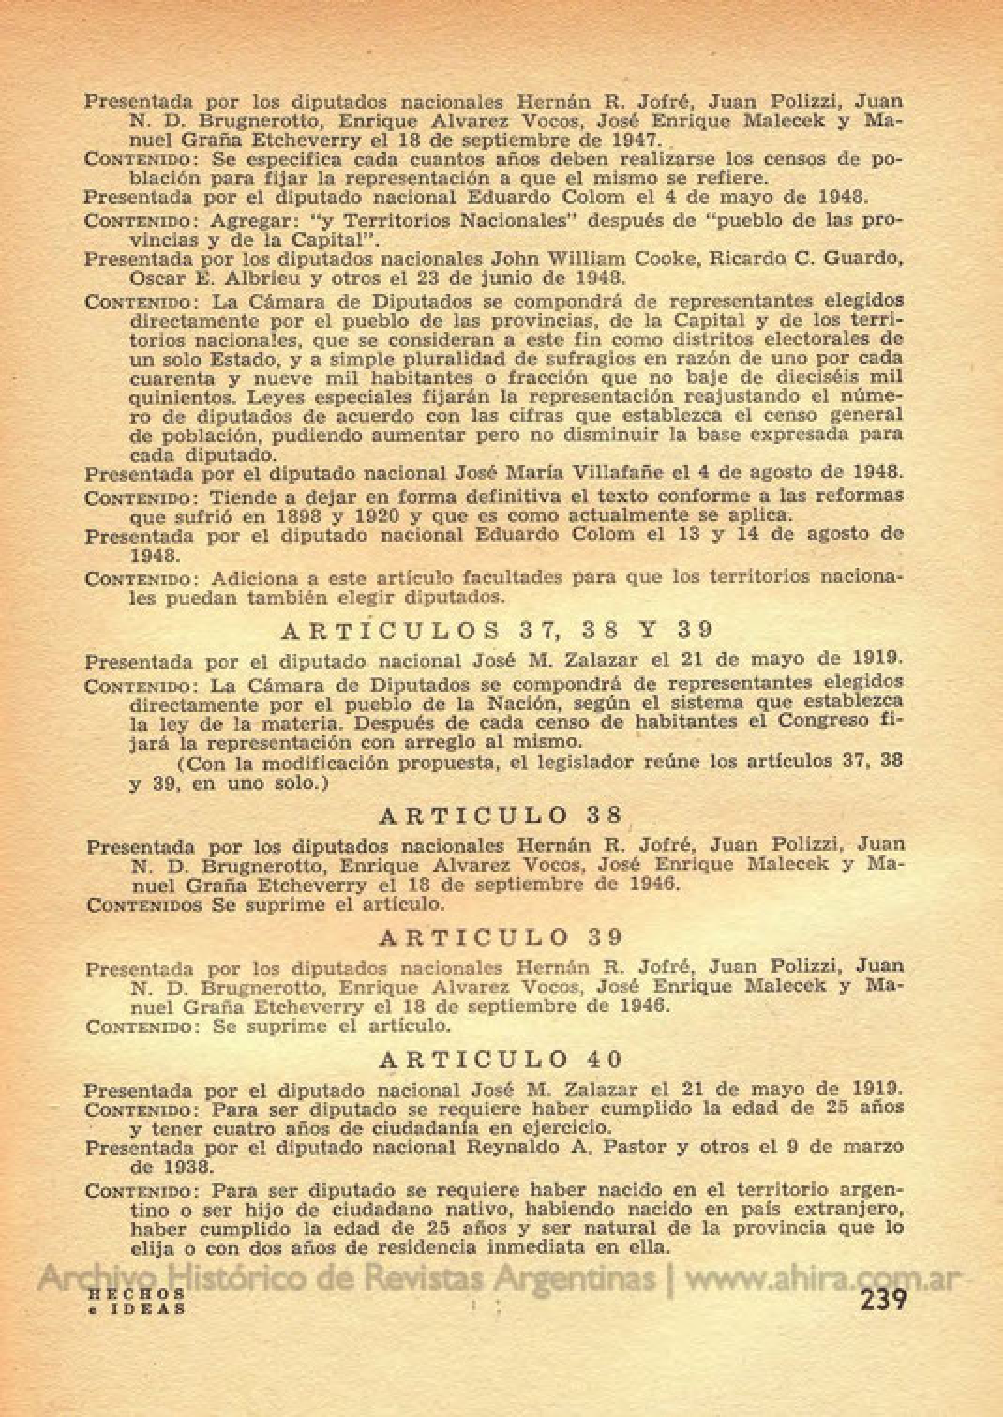 Presentada por los diputados nacionales Hernán R. Jofré, Juan Polizzi, Juan
N. D. Brugnerotto, Enrique Alvarez Vocos, José Enrique Malecek y Ma-
nuel Graña Etcheverry el 18 de septiembre de 1947.
CONTENIDO: Se especifica cada cuantos años deben realizarse los censos de po-
blación para fijar la representación a que el mismo se refiere.
Presentada por el diputado nacional Eduardo Colom el 4 de mayo de 1948.
CONTENIDO: Agregar: "y Territorios Nacionales" después de "pueblo de las pro-
vincias y de la Capital".
Presentada por los diputados nacionales John William Cooke, Ricardo C. Guardo,
Oscar E. Albrieu y otros el 23 de junio de 1948.
CONTENIDO: La Cámara de Diputados se compondrá de representantes elegidos
directamente por el pueblo de las provincias, de la Capital y de los terri-
torios nacionales, que se consideran a este fin como distritos electorales de
un solo Estado, y a simple pluralidad de sufragios en razón de uno por cada
cuarenta y nueve mil habitantes o fracción que no baje de dieciséis mil
quinientos. Leyes especiales fijarán la representación reajustando el núme-
ro de diputados de acuerdo con las cifras que establezca el censo general
de población, pudiendo aumentar pero no disminuir la base expresada para
cada diputado.
Presentada por el diputado nacional José María Villafañe el 4 de agosto de 1948.
CONTENIDO: Tiende a dejar en forma definitiva el texto conforme a las reformas
que sufrió en 1898 y 1920 y que es como actualmente se aplica.
Presentada por el diputado nacional Eduardo Colom el 13 y 14 de agosto de
1948.
CONTENIDO: Adiciona a este artículo facultades para que los territorios naciona-
les puedan también elegir diputados.
ARTÍCULOS 37, 38 Y 39
Presentada por el diputado nacional José M. Zalazar el 21 de mayo de 1919.
CONTENIDO: La Cámara de Diputados se compondrá de representantes elegidos
directamente por el pueblo de la Nación, según el sistema que establezca
la ley de la materia. Después de cada censo de habitantes el Congreso fi-
jará la representación con arreglo al mismo.
(Con la modificación propuesta, el legislador reúne los artículos 37, 38
y 39, en uno solo.)
ARTICULO 38
Presentada por los diputados nacionales Hernán R. Jofré, Juan Polizzi, Juan
N. D. Brugnerotto, Enrique Alvarez Vocos, José Enrique Malecek y Ma-
nuel Graña Etcheverry el 18 de septiembre de 1946.
CONTENIDOS Se suprime el artículo.
ARTICULO 39
Presentada por los diputados nacionales Hernán R. Jofré, Juan Polizzi, Juan
N. D. Brugnerotto, Enrique Alvarez Vocos, José Enrique Malecek y Ma-
nuel Graña Etcheverry el 18 de septiembre de 1946.
CONTENIDO: Se suprime el artículo.
ARTICULO 40
Presentada por el diputado nacional José M. Zalazar el 21 de mayo de 1919.
CONTENIDO: Para ser diputado se requiere haber cumplido la edad de 25 años
y tener cuatro años de ciudadanía en ejercicio.
Presentada por el diputado nacional Reynaldo A. Pastor y otros el 9 de marzo
de 1938.
CONTENIDO: Para ser diputado se requiere haber nacido en el territorio argen-
tino o ser hijo de ciudadano nativo, habiendo nacido en país extranjero,
haber cumplido la edad de 25 años y ser natural de la provincia que lo
elija o con dos años de residencia inmediata en ella.
Archivo Histórico de Revistas Argentinas | www.ahira.com.ar
HECHOS
e IDEAS
239